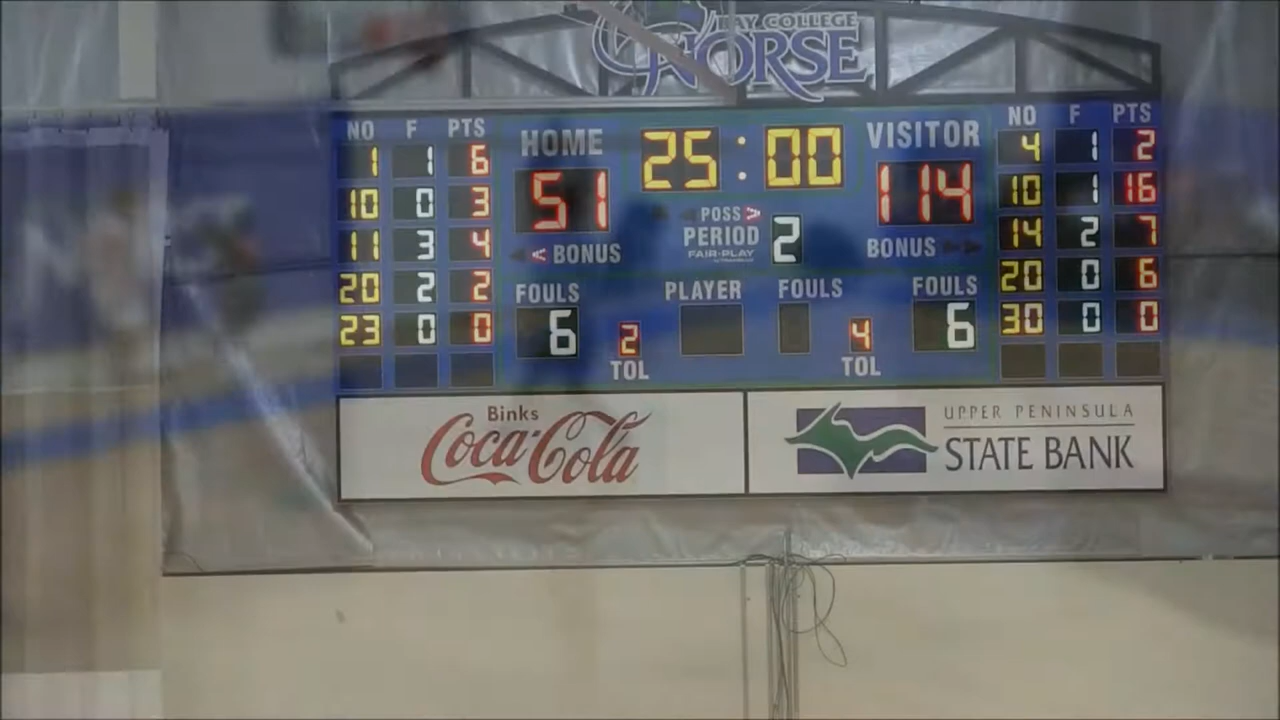 BAY COLLEGE
NORSE
NO F PTS
1 1 6
10 0 3
11 3 4
20 2 2
23 0 0
HOME
51
25:00
VISITOR
114
< POSS >
PERIOD 2
FAIR-PLAY
< BONUS
BONUS
FOULS
6
2
TOL
PLAYER FOULS
4
TOL
FOULS
6
NO F PTS
4 1 2
10 1 16
14 2 7
20 0 6
30 0 0
Binks
Coca-Cola
UPPER PENINSULA
STATE BANK